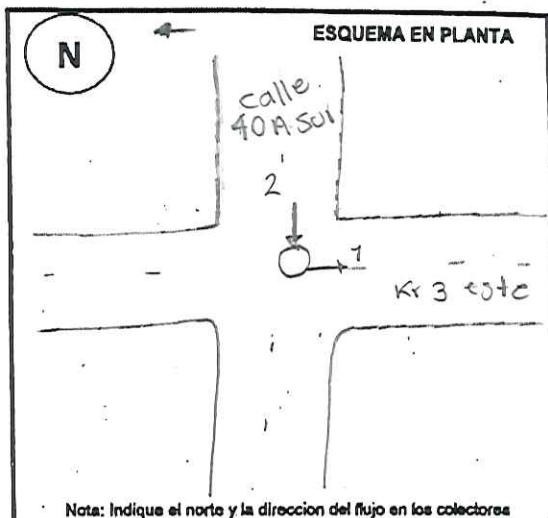 N
ESQUEMA EN PLANTA
calle
40A Sur
2
1
Kr 3 este
Nota: Indique el norte y la direccion del flujo en los colectores